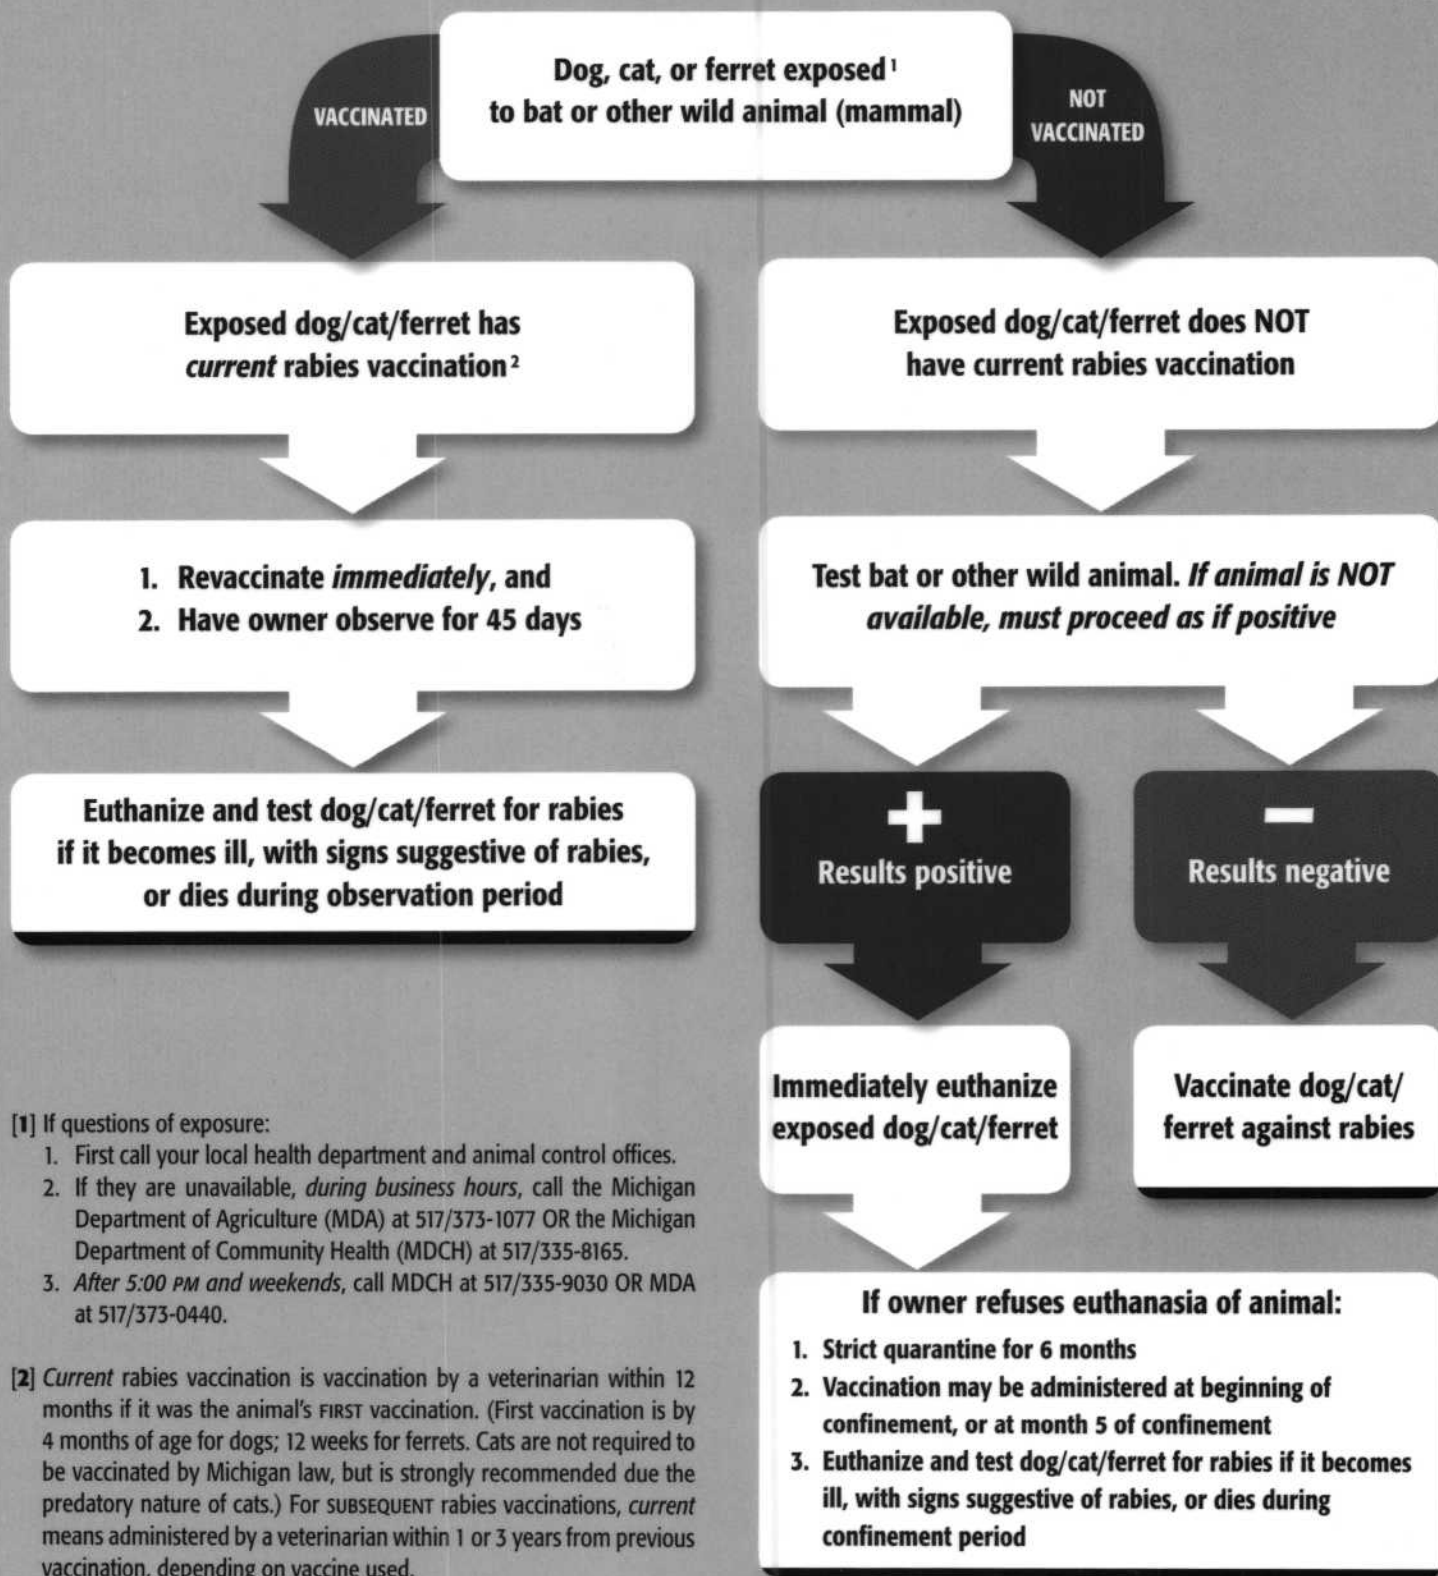 Dog, cat, or ferret exposed¹
to bat or other wild animal (mammal)
VACCINATED
NOT
VACCINATED
Exposed dog/cat/ferret has
current rabies vaccination²
1. Revaccinate immediately, and
2. Have owner observe for 45 days
Euthanize and test dog/cat/ferret for rabies
if it becomes ill, with signs suggestive of rabies,
or dies during observation period
Exposed dog/cat/ferret does NOT
have current rabies vaccination
Test bat or other wild animal. If animal is NOT
available, must proceed as if positive
+
Results positive
–
Results negative
Immediately euthanize
exposed dog/cat/ferret
Vaccinate dog/cat/
ferret against rabies
If owner refuses euthanasia of animal:
1. Strict quarantine for 6 months
2. Vaccination may be administered at beginning of
confinement, or at month 5 of confinement
3. Euthanize and test dog/cat/ferret for rabies if it becomes
ill, with signs suggestive of rabies, or dies during
confinement period
[1] If questions of exposure:
1. First call your local health department and animal control offices.
2. If they are unavailable, during business hours, call the Michigan
Department of Agriculture (MDA) at 517/373-1077 OR the Michigan
Department of Community Health (MDCH) at 517/335-8165.
3. After 5:00 PM and weekends, call MDCH at 517/335-9030 OR MDA
at 517/373-0440.
[2] Current rabies vaccination is vaccination by a veterinarian within 12
months if it was the animal's FIRST vaccination. (First vaccination is by
4 months of age for dogs; 12 weeks for ferrets. Cats are not required to
be vaccinated by Michigan law, but is strongly recommended due the
predatory nature of cats.) For SUBSEQUENT rabies vaccinations, current
means administered by a veterinarian within 1 or 3 years from previous
vaccination, depending on vaccine used.